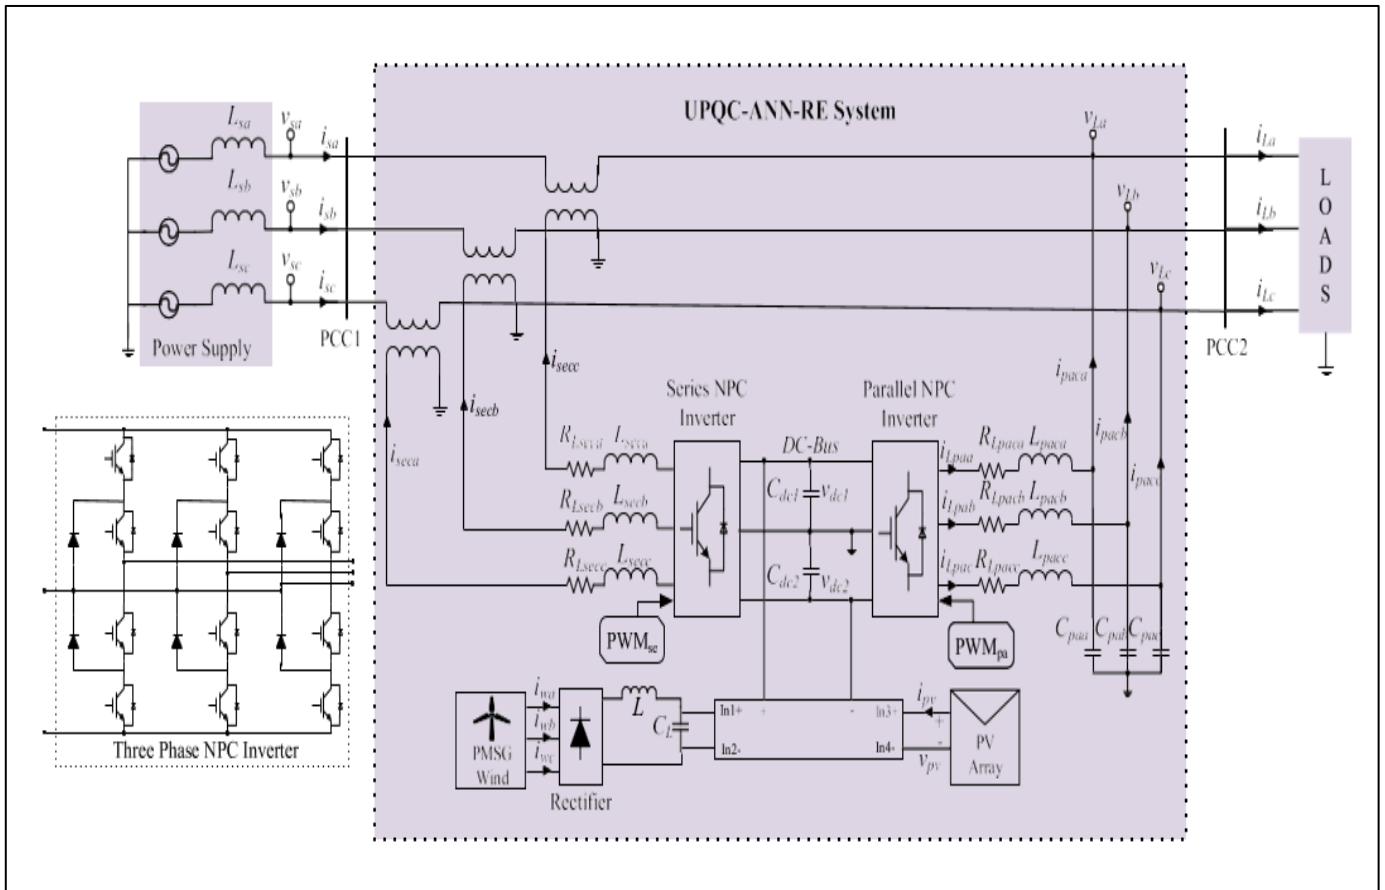 UPQC-ANN-RE System
L_sa
v_sa
i_sa
v_La
i_La
L_sb
v_sb
i_sb
v_Lb
i_Lb
L_sc
v_sc
i_sc
v_Lc
i_Lc
LOADS
Power Supply
PCC1
PCC2
i_secc
i_secb
i_seca
i_paca
i_pacb
i_pacc
Series NPC
Inverter
Parallel NPC
Inverter
DC-Bus
R_Lseca L_seca
R_Lsecb L_secb
R_Lsecc L_secc
C_dc1 v_dc1
C_dc2 v_dc2
i_Lpaa R_Lpaca L_paca
i_Lpab R_Lpacb L_pacb
i_Lpac R_Lpacc L_pacc
PWM_se
PWM_pa
C_paa C_pab C_pac
Three Phase NPC Inverter
PMSG
Wind
i_wa
i_wb
i_wc
Rectifier
L
C_L
In1+ + - In3+
In2- In4-
i_pv
+
-
v_pv
PV
Array